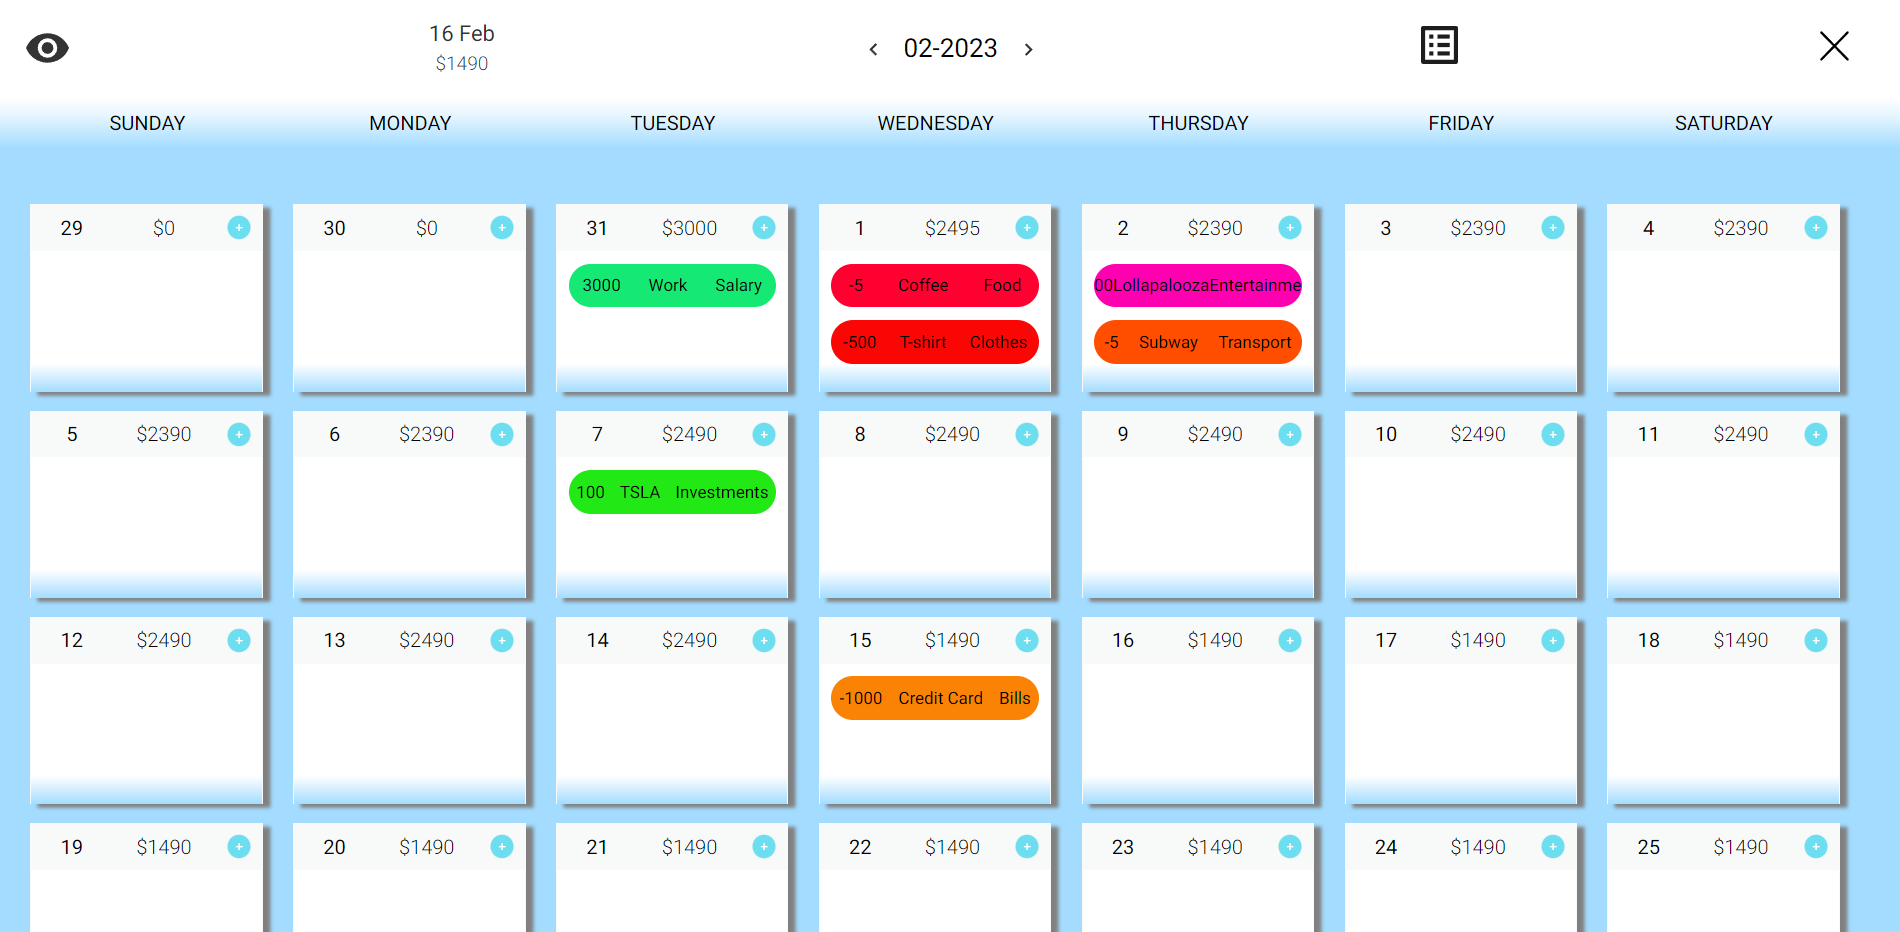 16 Feb
$1490
02-2023
SUNDAY MONDAY TUESDAY WEDNESDAY THURSDAY FRIDAY SATURDAY
29 $0 + 30 $0 + 31 $3000 + 1 $2495 + 2 $2390 + 3 $2390 + 4 $2390 +
3000 Work Salary -5 Coffee Food 00LollapaloozaEntertainme
-500 T-shirt Clothes -5 Subway Transport
5 $2390 + 6 $2390 + 7 $2490 + 8 $2490 + 9 $2490 + 10 $2490 + 11 $2490 +
100 TSLA Investments
12 $2490 + 13 $2490 + 14 $2490 + 15 $1490 + 16 $1490 + 17 $1490 + 18 $1490 +
-1000 Credit Card Bills
19 $1490 + 20 $1490 + 21 $1490 + 22 $1490 + 23 $1490 + 24 $1490 + 25 $1490 +